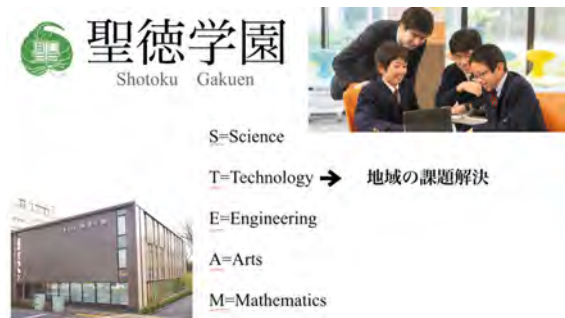 聖徳学園
Shotoku Gakuen
S=Science
T=Technology → 地域の課題解決
E=Engineering
A=Arts
M=Mathematics